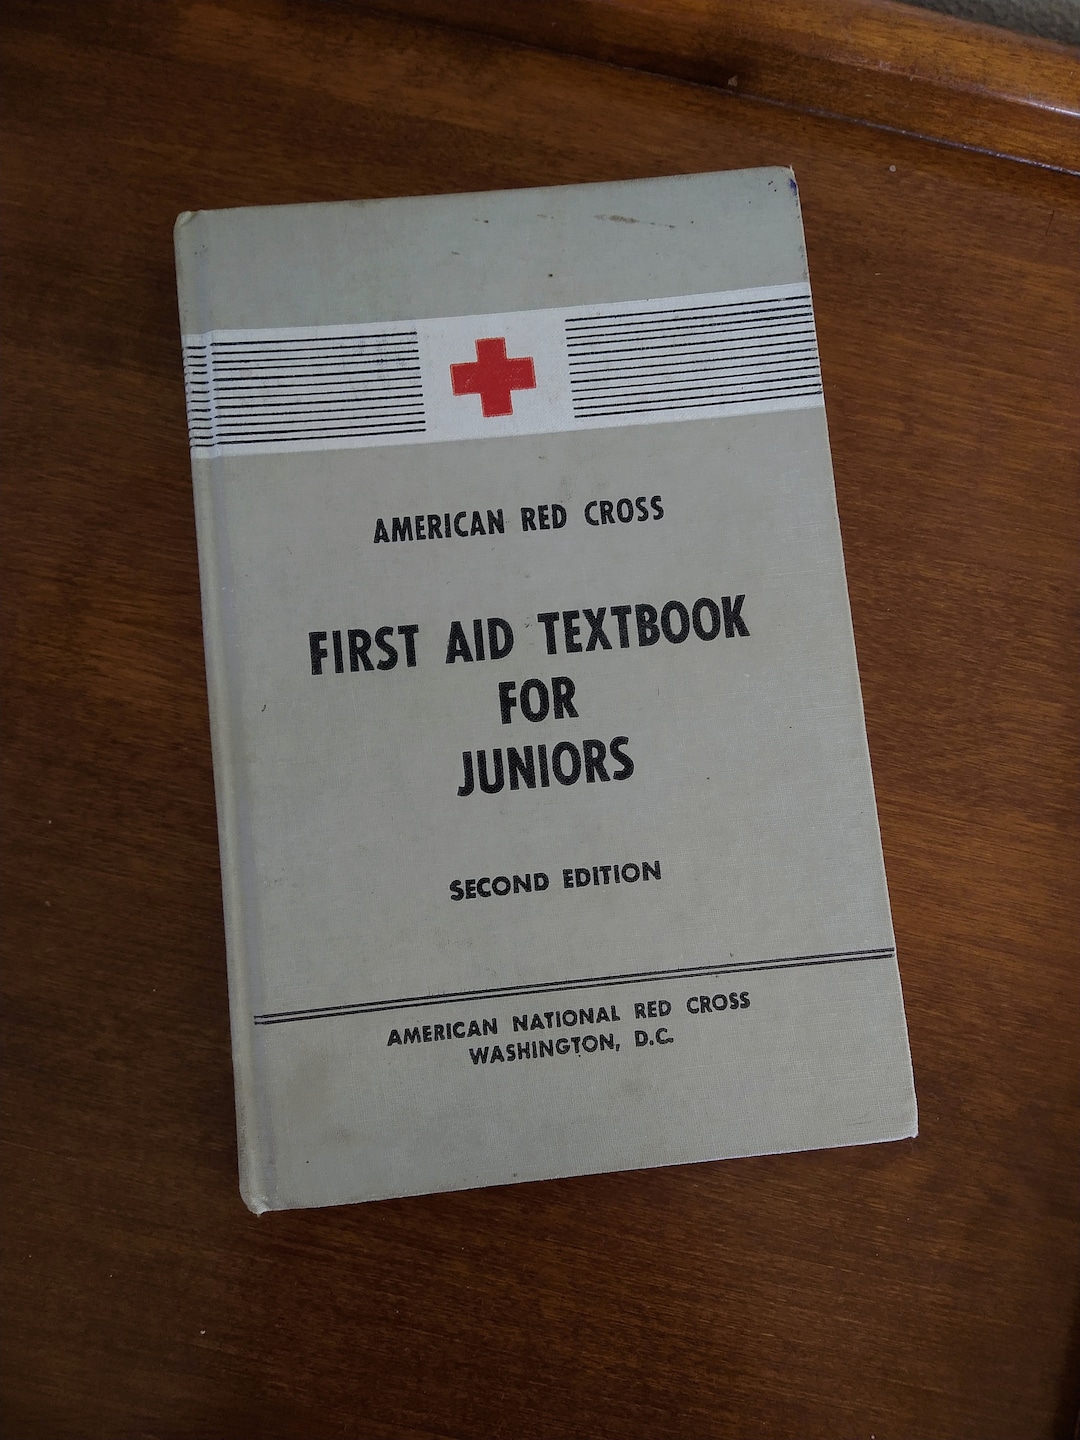 AMERICAN RED CROSS
FIRST AID TEXTBOOK
FOR
JUNIORS
SECOND EDITION
AMERICAN NATIONAL RED CROSS
WASHINGTON, D.C.